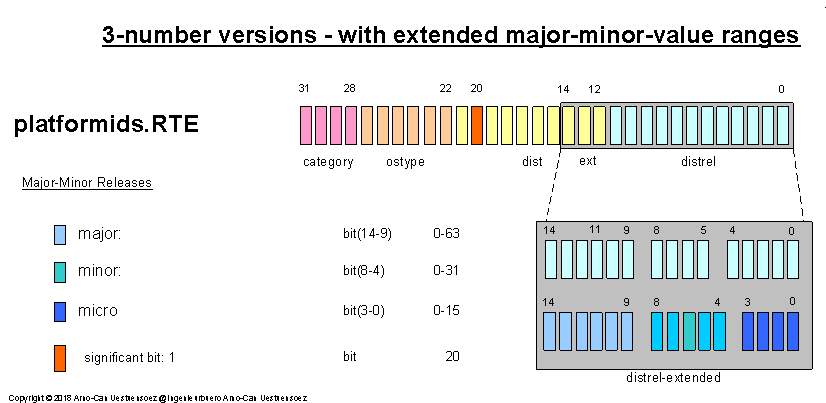 3-number versions - with extended major-minor-value ranges
31 28 22 20 14 12 0
platformids.RTE
category ostype dist ext distrel
Major-Minor Releases
14 11 9 8 5 4 0
major: bit(14-9) 0-63
minor: bit(8-4) 0-31
14 9 8 4 3 0
micro bit(3-0) 0-15
significant bit: 1 bit 20
distrel-extended
Copyright © 2018 Arno-Can Uestuensoez @Ingenieurbuero Arno-Can Uestuensoez